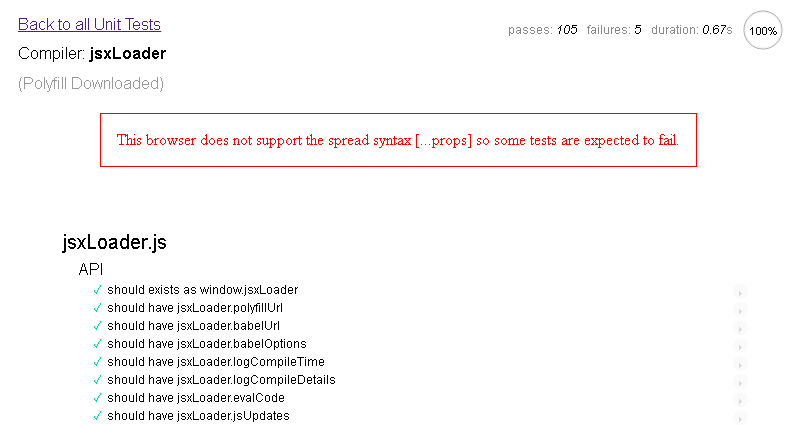 Back to all Unit Tests
passes: 105 failures: 5 duration: 0.67s 100%
Compiler: jsxLoader
(Polyfill Downloaded)
This browser does not support the spread syntax [...props] so some tests are expected to fail.
jsxLoader.js
API
✓ should exists as window.jsxLoader
✓ should have jsxLoader.polyfillUrl
✓ should have jsxLoader.babelUrl
✓ should have jsxLoader.babelOptions
✓ should have jsxLoader.logCompileTime
✓ should have jsxLoader.logCompileDetails
✓ should have jsxLoader.evalCode
✓ should have jsxLoader.jsUpdates